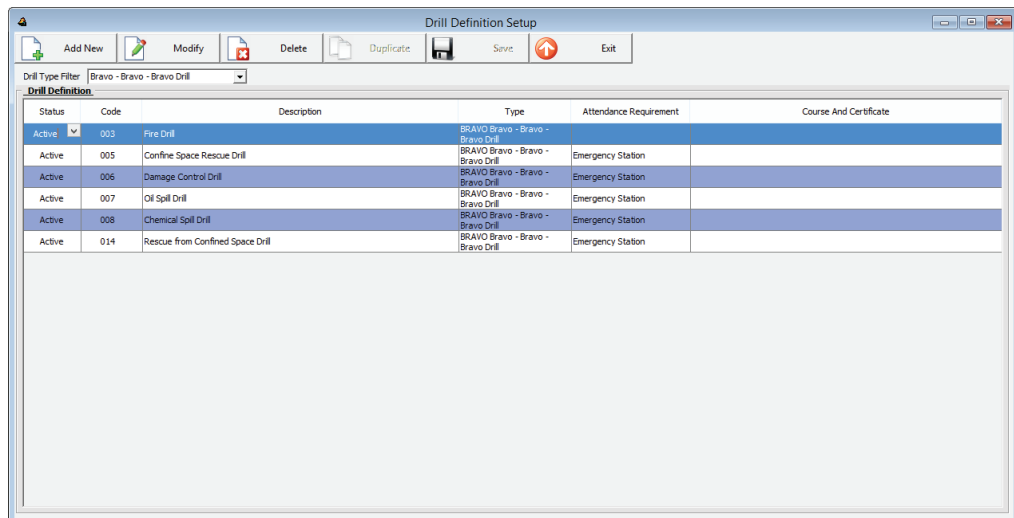 Drill Definition Setup
Add New Modify Delete Duplicate Save Exit
Drill Type Filter Bravo - Bravo - Bravo Drill
Drill Definition
Status Code Description Type Attendance Requirement Course And Certificate
Active 003 Fire Drill BRAVO Bravo - Bravo -
Bravo Drill
Active 005 Confine Space Rescue Drill BRAVO Bravo - Bravo -
Bravo Drill Emergency Station
Active 006 Damage Control Drill BRAVO Bravo - Bravo -
Bravo Drill Emergency Station
Active 007 Oil Spill Drill BRAVO Bravo - Bravo -
Bravo Drill Emergency Station
Active 008 Chemical Spill Drill BRAVO Bravo - Bravo -
Bravo Drill Emergency Station
Active 014 Rescue from Confined Space Drill BRAVO Bravo - Bravo -
Bravo Drill Emergency Station